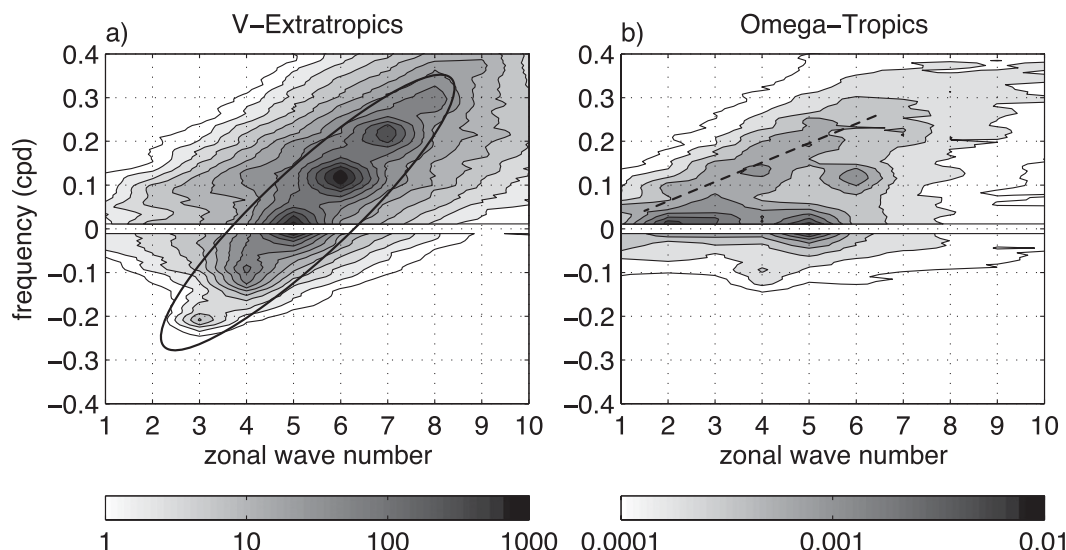 V−Extratropics
Omega−Tropics
a)
b)
0.4
0.3
0.2
0.1
0
−0.1
−0.2
−0.3
−0.4
frequency (cpd)
1 2 3 4 5 6 7 8 9 10
zonal wave number
0.4
0.3
0.2
0.1
0
−0.1
−0.2
−0.3
−0.4
1 2 3 4 5 6 7 8 9 10
zonal wave number
1 10 100 1000
0.0001 0.001 0.01